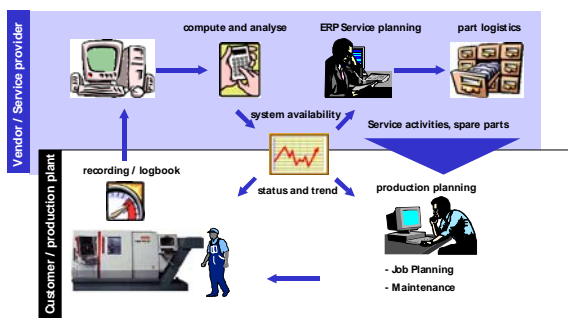 compute and analyse
ERP Service planning
part logistics
Vendor / Service provider
system availability
Service activities, spare parts
recording / logbook
status and trend
production planning
Customer / production plant
- Job Planning
- Maintenance